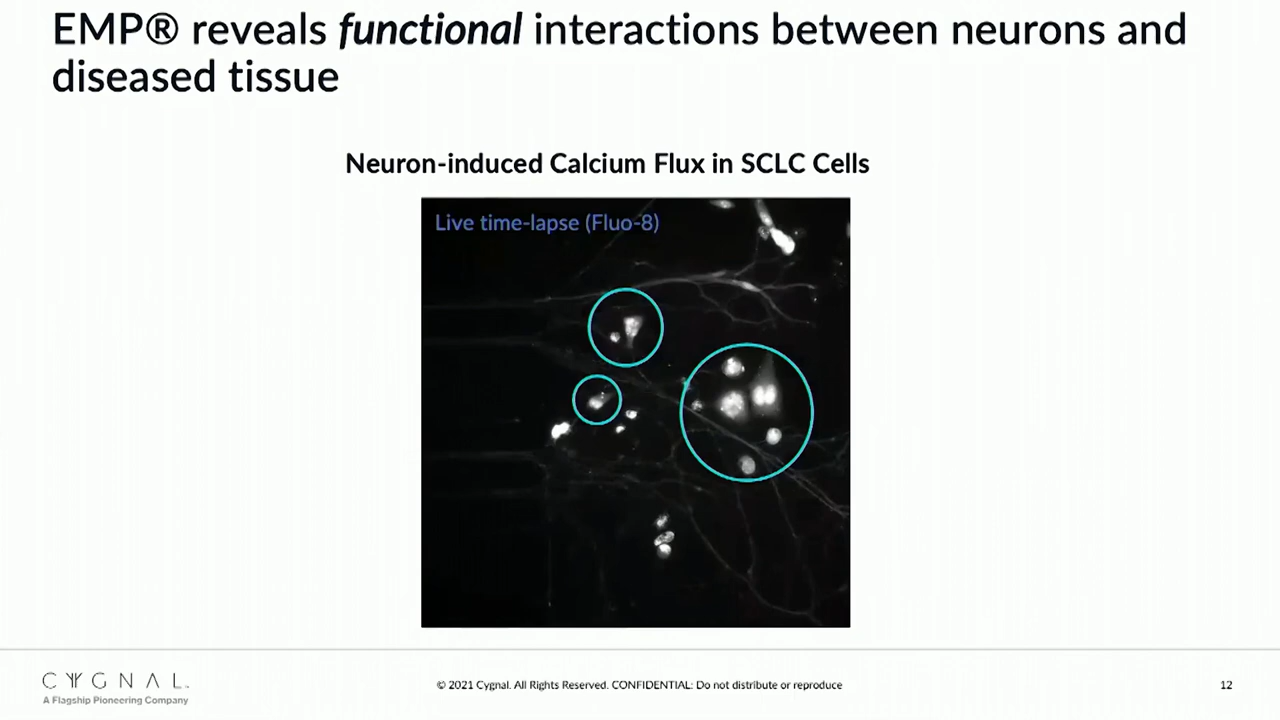 EMP® reveals functional interactions between neurons and
diseased tissue
Neuron-induced Calcium Flux in SCLC Cells
Live time-lapse (Fluo-8)
CYGNAL™
A Flagship Pioneering Company
© 2021 Cygnal. All Rights Reserved. CONFIDENTIAL: Do not distribute or reproduce
12